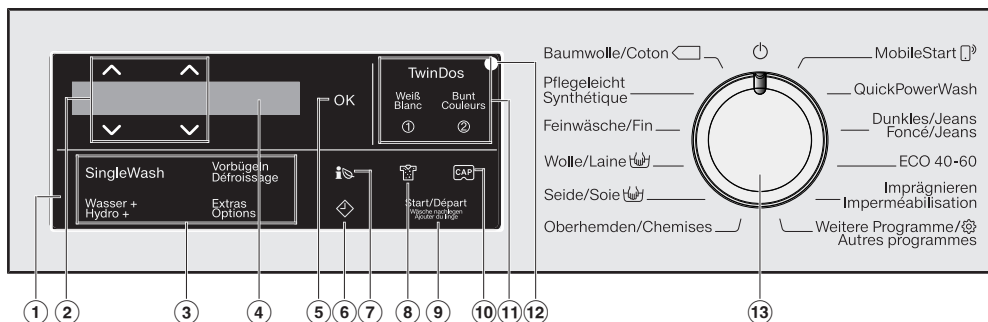 TwinDos
Weiß
Blanc
Bunt
Couleurs
①
②
OK
SingleWash
Vorbügeln
Défroissage
Wasser +
Hydro +
Extras
Options
CAP
Start/Départ
Wäsche nachlegen
Ajouter du linge
Baumwolle/Coton
Pflegeleicht
Synthétique
Feinwäsche/Fin
Wolle/Laine
Seide/Soie
Oberhemden/Chemises
MobileStart
QuickPowerWash
Dunkles/Jeans
Foncé/Jeans
ECO 40-60
Imprägnieren
Imperméabilisation
Weitere Programme/
Autres programmes
① ② ③ ④ ⑤ ⑥ ⑦ ⑧ ⑨ ⑩ ⑪ ⑫ ⑬